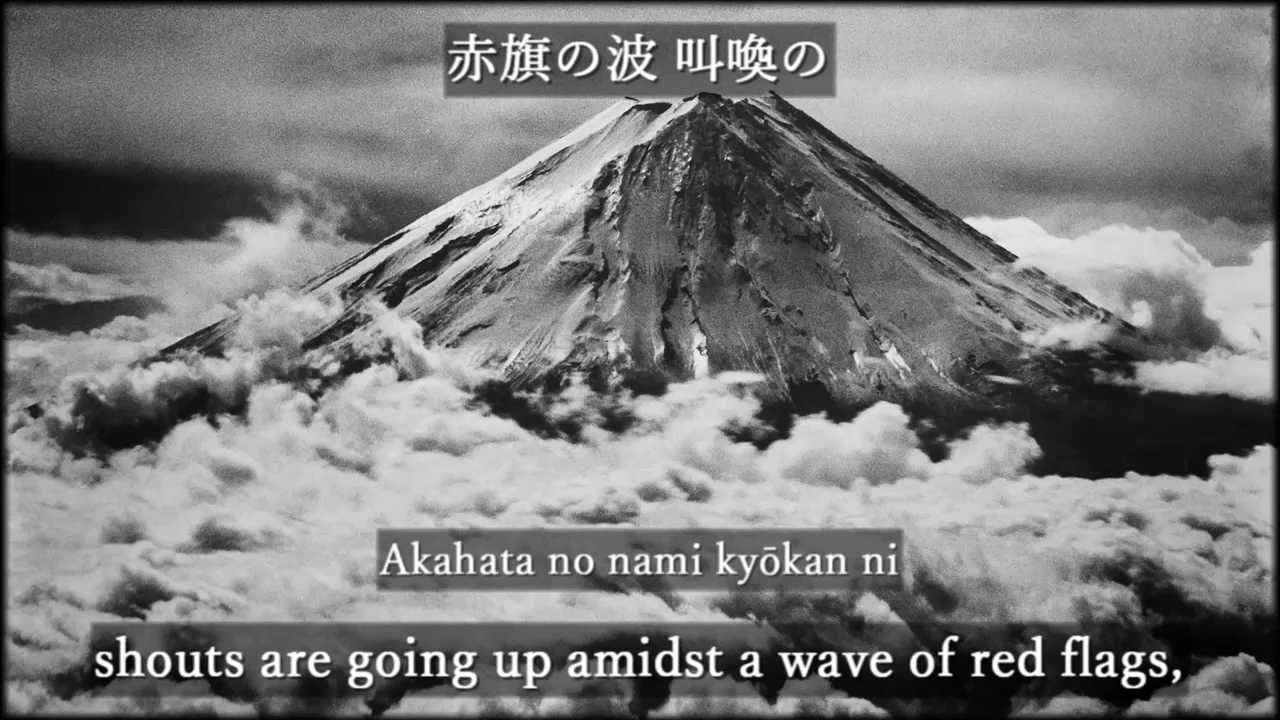 赤旗の波 叫喚の
Akahata no nami kyōkan ni
shouts are going up amidst a wave of red flags,